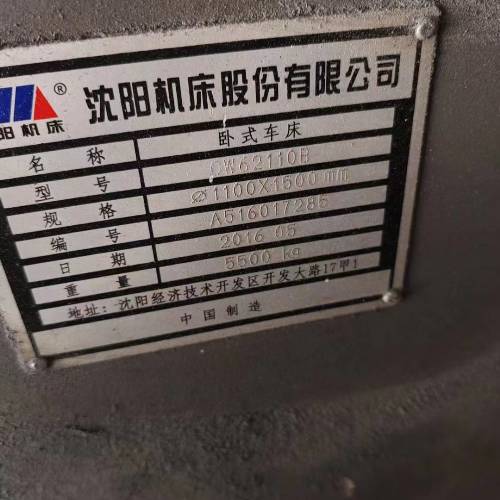 沈阳机床股份有限公司
阳机床 ®
名称 卧式车床
型号 CW62110B
规格 Ø1100X1500mm
编号 A516017285
日期 2016 05
重量 5500 kg
地址: 沈阳经济技术开发区开发大路17甲1
中国制造